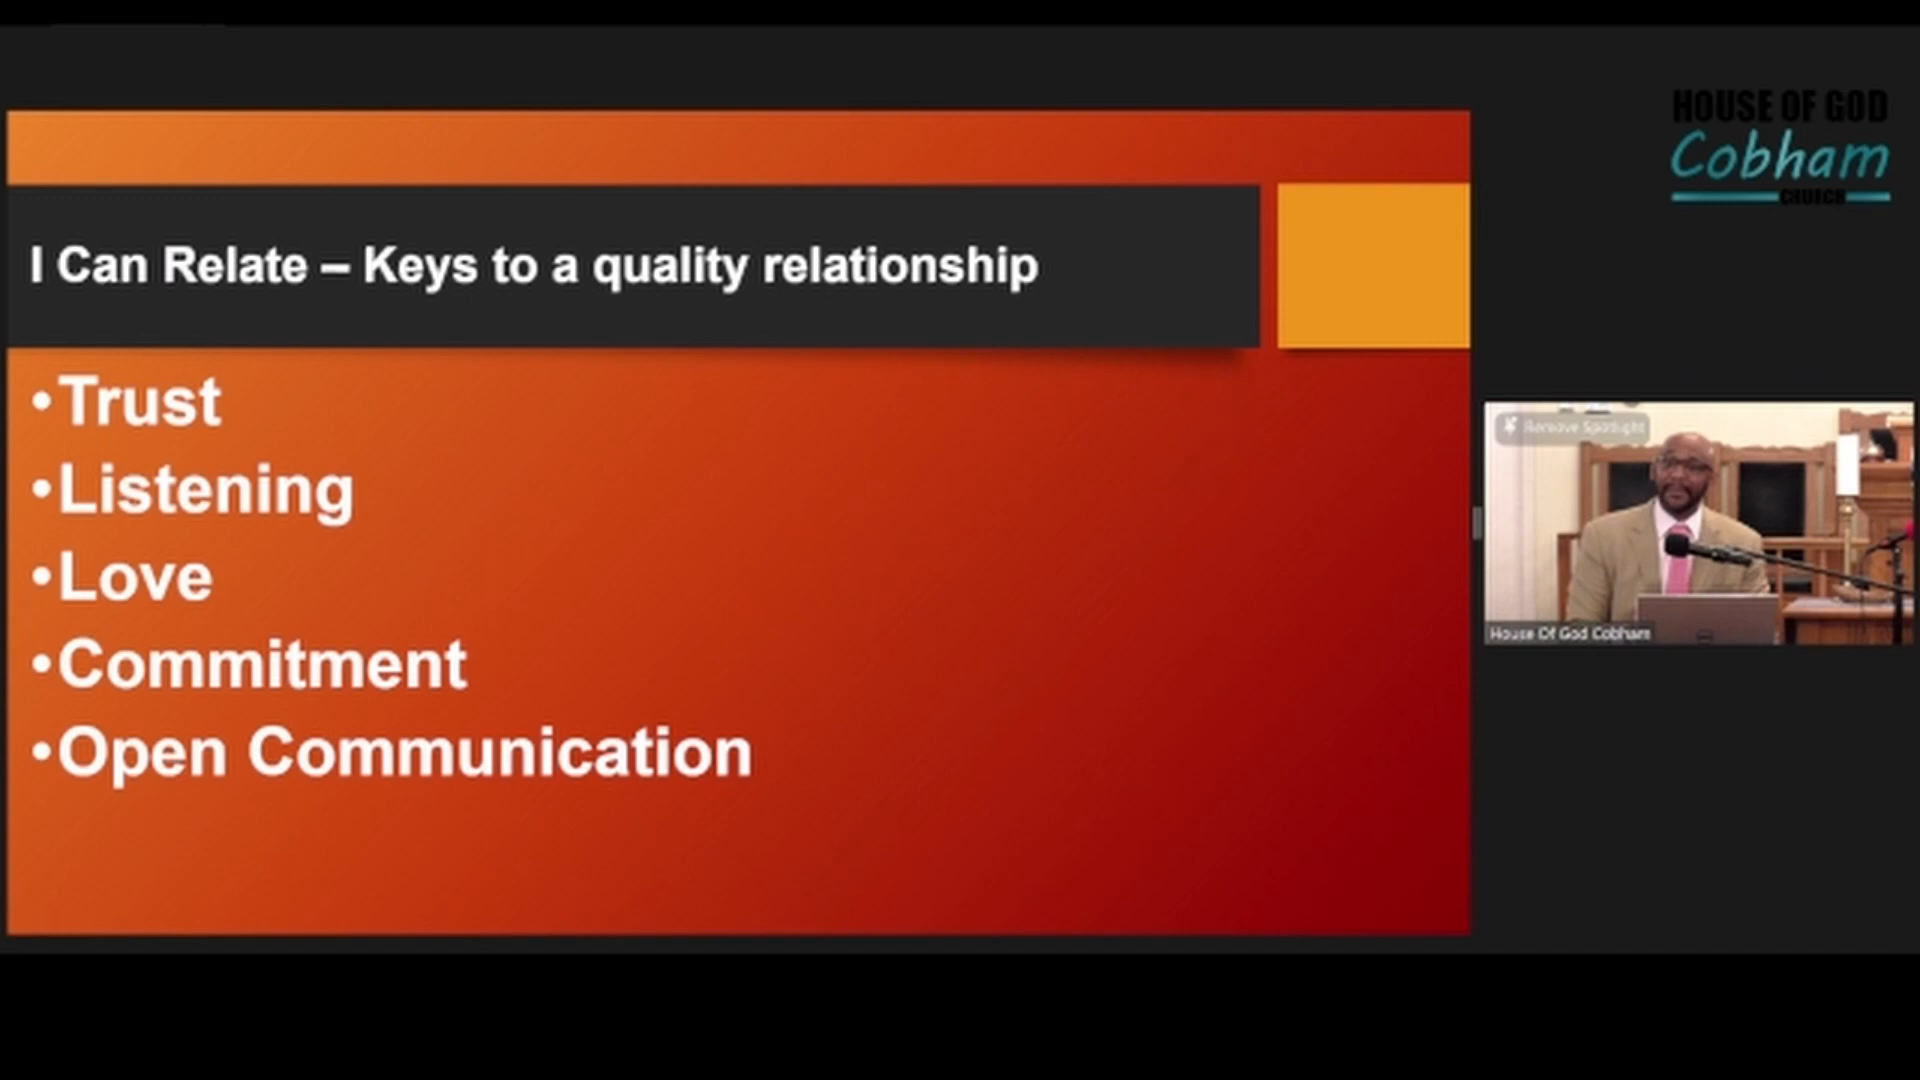 HOUSE OF GOD
Cobham
CHURCH
I Can Relate – Keys to a quality relationship
•Trust
•Listening
•Love
•Commitment
•Open Communication
Remove Spotlight
House Of God Cobham